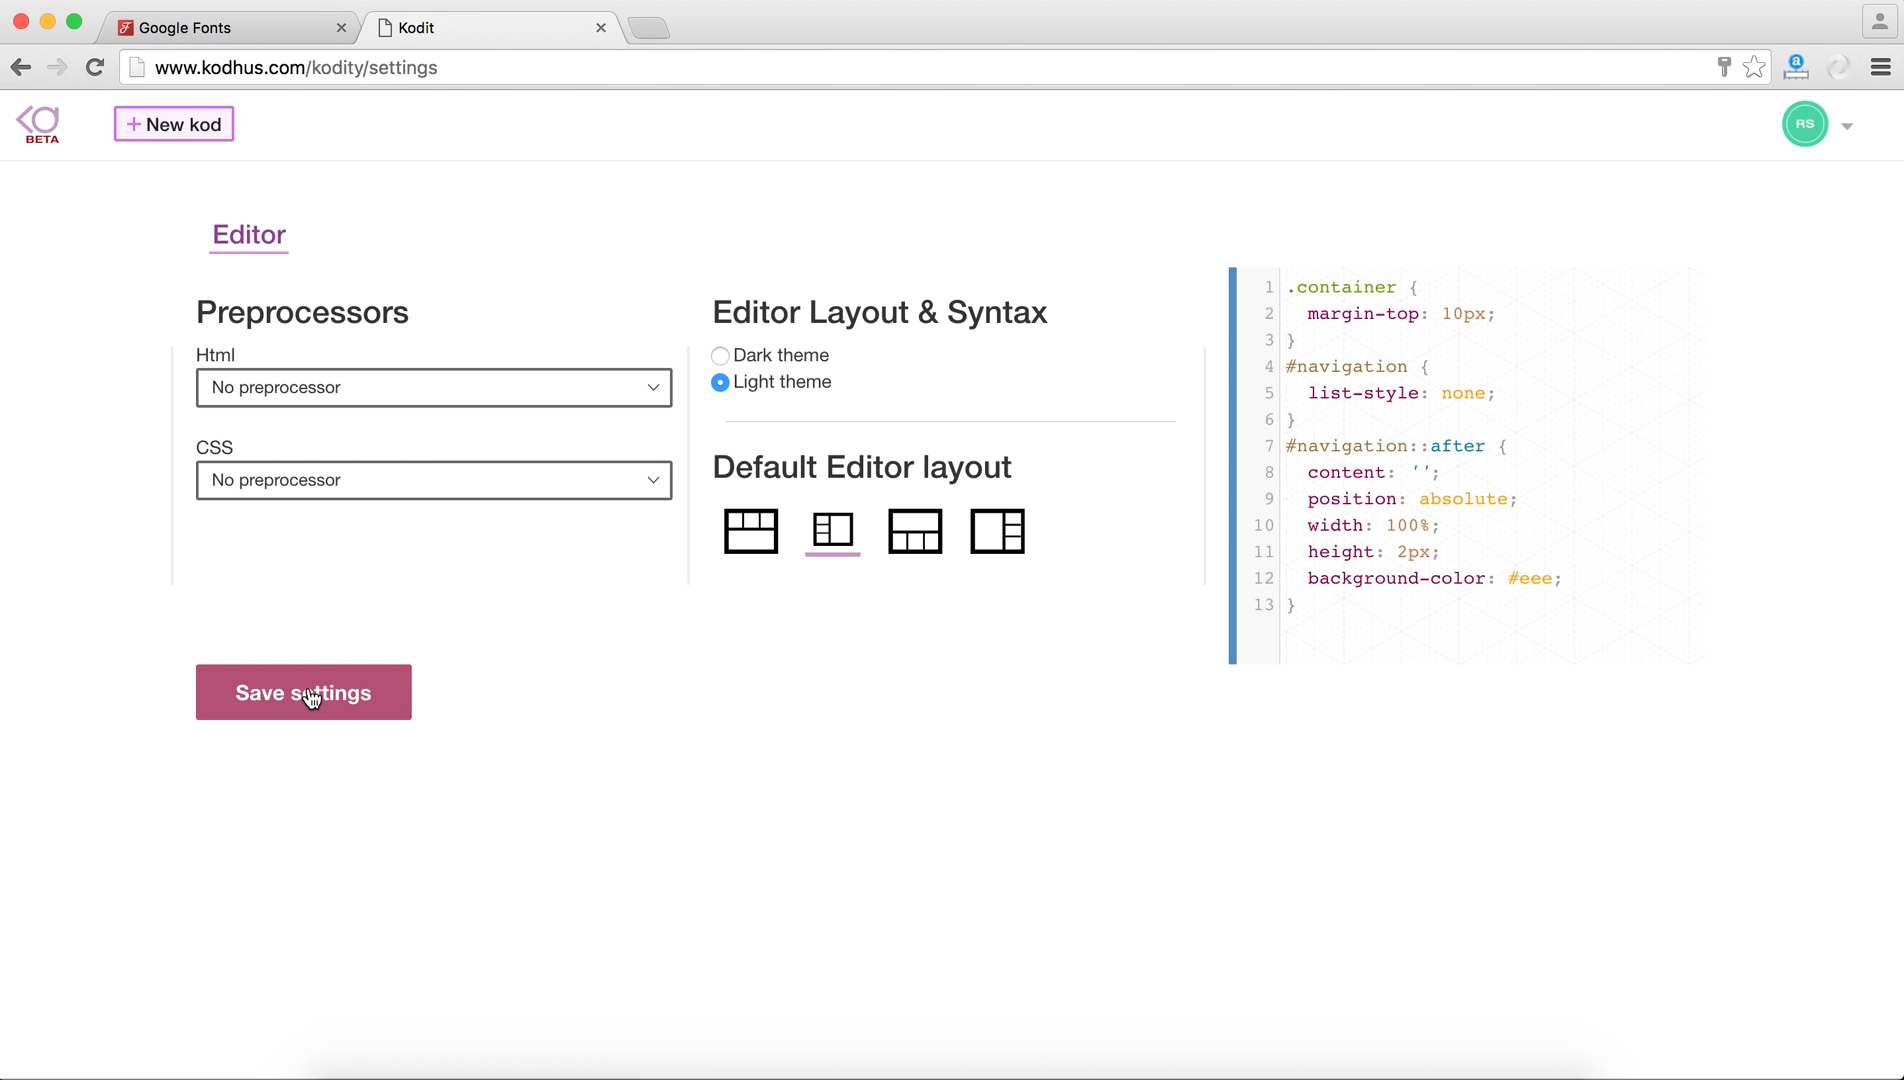 Google Fonts
Kodit
www.kodhus.com/kodity/settings
BETA
+ New kod
RS
Editor
Preprocessors
Html
No preprocessor
CSS
No preprocessor
Save settings
Editor Layout & Syntax
Dark theme
Light theme
Default Editor layout
1 .container {
2 margin-top: 10px;
3 }
4 #navigation {
5 list-style: none;
6 }
7 #navigation::after {
8 content: '';
9 position: absolute;
10 width: 100%;
11 height: 2px;
12 background-color: #eee;
13 }